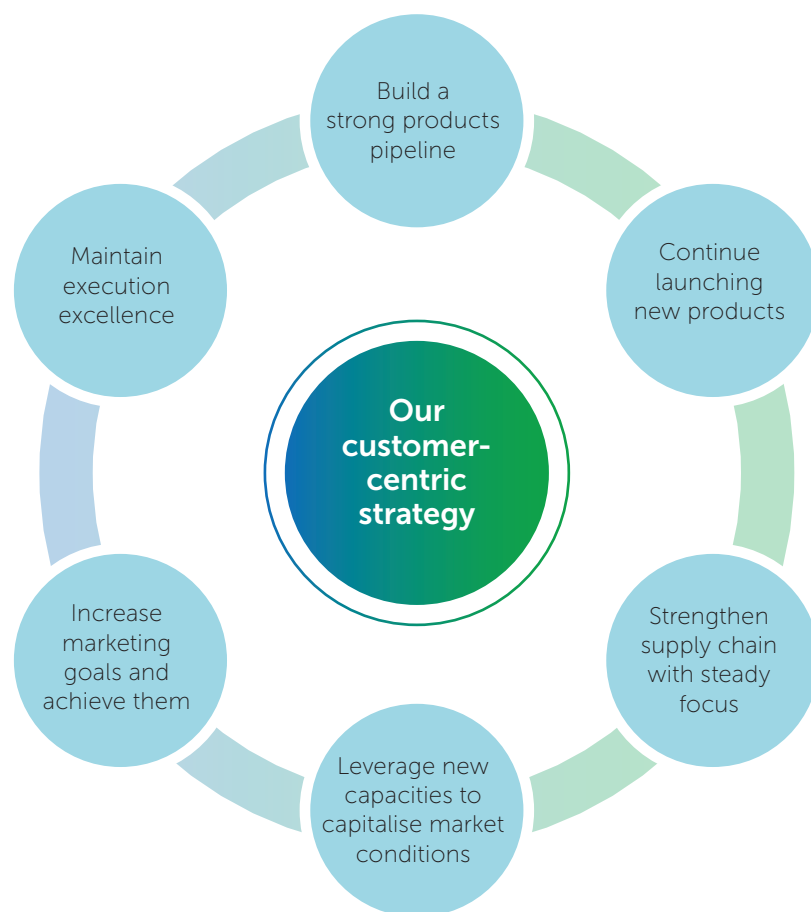 Build a
strong products
pipeline
Continue
launching
new products
Strengthen
supply chain
with steady
focus
Leverage new
capacities to
capitalise market
conditions
Increase
marketing
goals and
achieve them
Maintain
execution
excellence
Our
customer-
centric
strategy